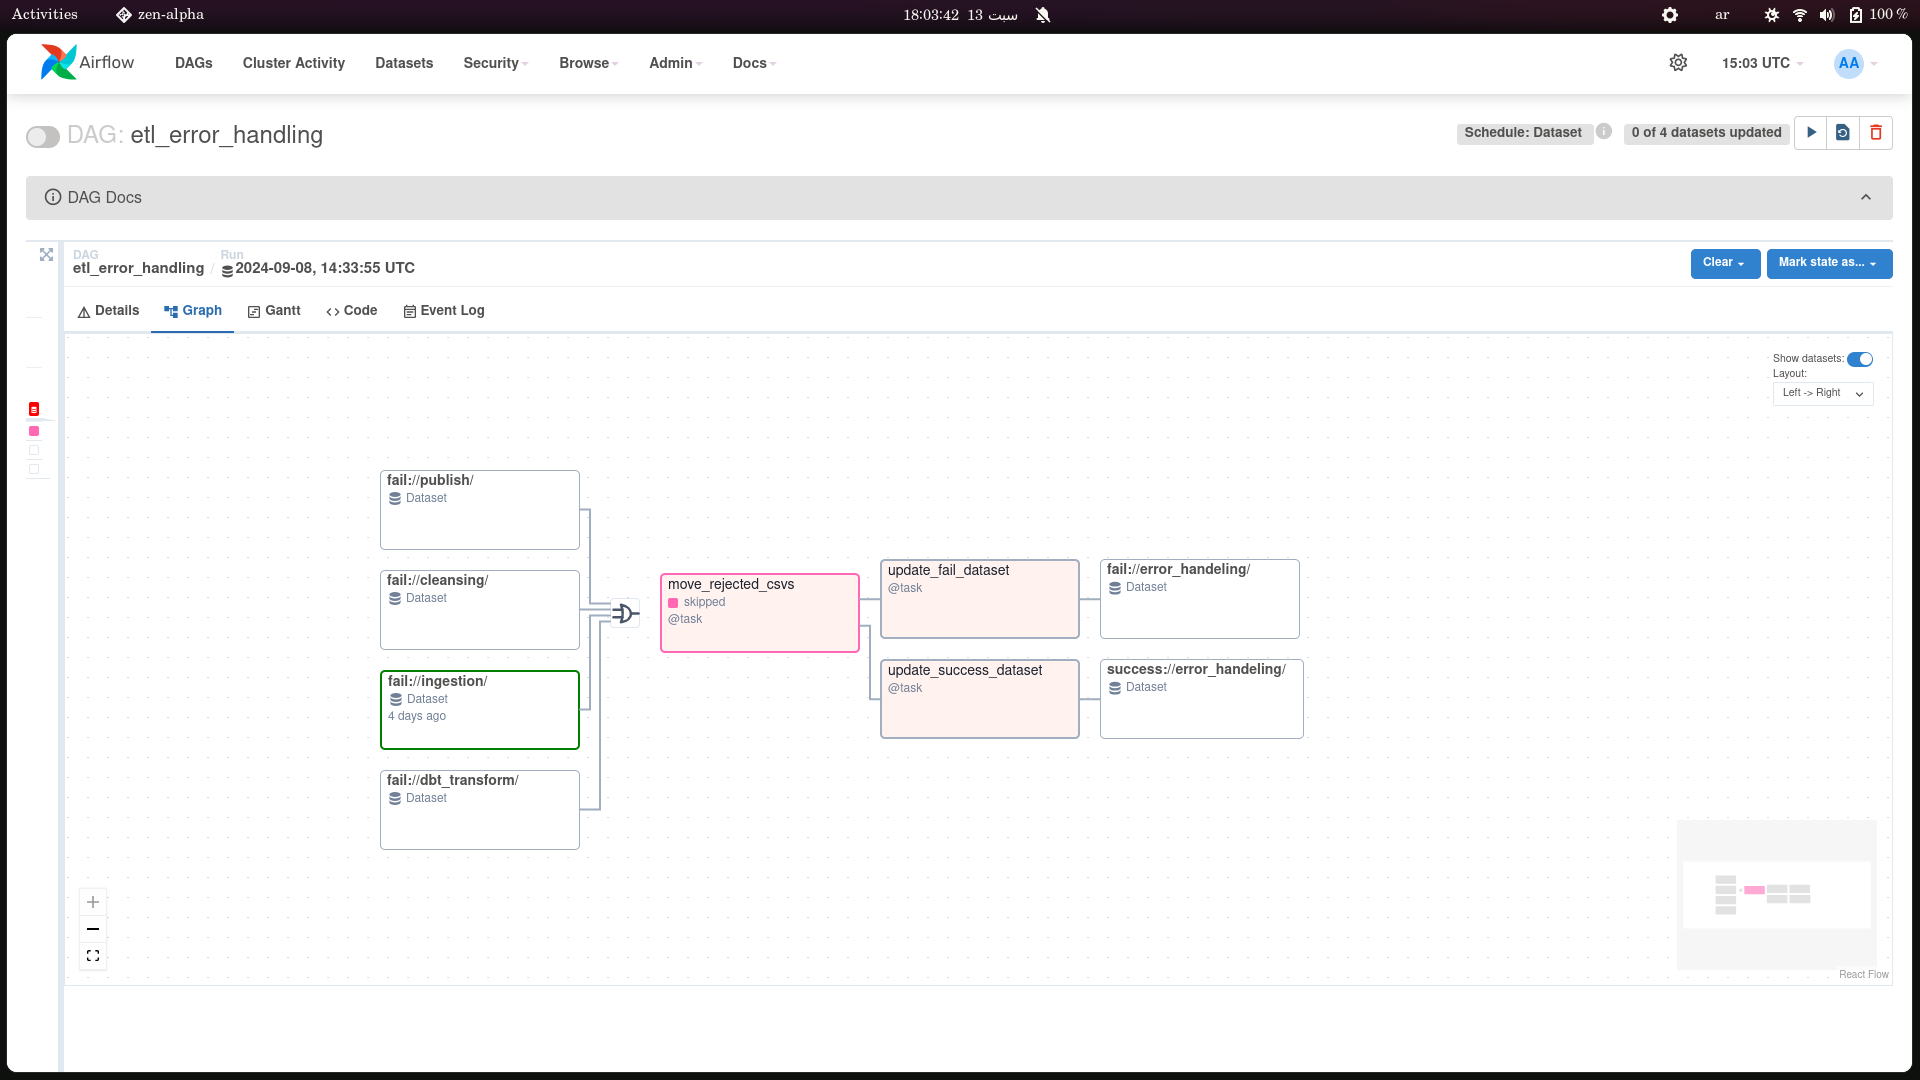 Activities
zen-alpha
18:03:42 13 سبت
ar
100 %
Airflow
DAGs
Cluster Activity
Datasets
Security
Browse
Admin
Docs
15:03 UTC
AA
DAG: etl_error_handling
Schedule: Dataset
0 of 4 datasets updated
DAG Docs
DAG
etl_error_handling
/
Run
2024-09-08, 14:33:55 UTC
Clear
Mark state as...
Details
Graph
Gantt
Code
Event Log
Show datasets:
Layout:
Left -> Right
fail://publish/
Dataset
fail://cleansing/
Dataset
fail://ingestion/
Dataset
4 days ago
fail://dbt_transform/
Dataset
move_rejected_csvs
skipped
@task
update_fail_dataset
@task
update_success_dataset
@task
fail://error_handeling/
Dataset
success://error_handeling/
Dataset
React Flow